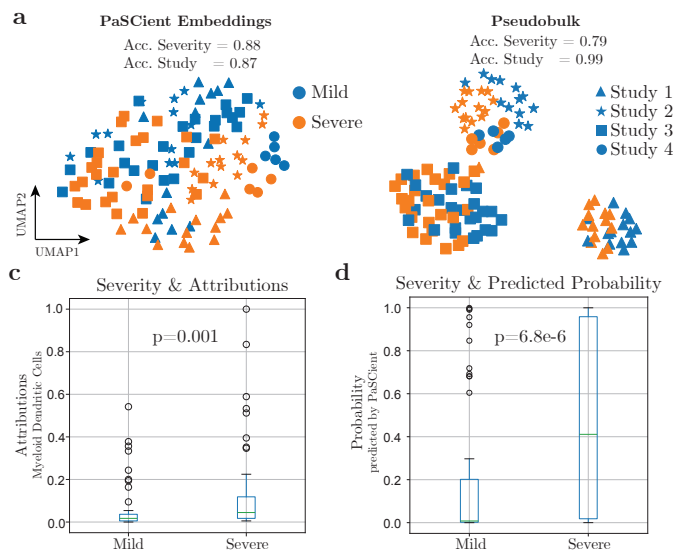 a
PaSCient Embeddings
Acc. Severity = 0.88
Acc. Study = 0.87
Mild
Severe
UMAP2
UMAP1
Pseudobulk
Acc. Severity = 0.79
Acc. Study = 0.99
Study 1
Study 2
Study 3
Study 4
c
Severity & Attributions
p=0.001
Attributions
Myeloid Dendritic Cells
1.0
0.8
0.6
0.4
0.2
0.0
Mild
Severe
d
Severity & Predicted Probability
p=6.8e-6
Probability
predicted by PaSCient
1.0
0.8
0.6
0.4
0.2
0.0
Mild
Severe